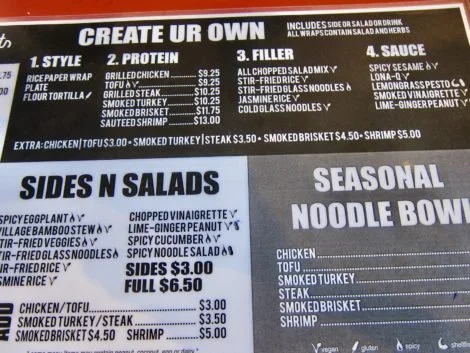 CREATE UR OWN
INCLUDES SIDE OR SALAD OR DRINK
ALL WRAPS CONTAIN SALAD AND HERBS
1. STYLE
RICE PAPER WRAP
PLATE
FLOUR TORTILLA
2. PROTEIN
GRILLED CHICKEN $9.25
TOFU $9.25
GRILLED STEAK $10.25
SMOKED TURKEY $10.25
SMOKED BRISKET $11.75
SAUTEED SHRIMP $13.00
3. FILLER
ALL CHOPPED SALAD MIX
STIR-FRIED RICE
STIR-FRIED GLASS NOODLES
JASMINE RICE
COLD GLASS NOODLES
4. SAUCE
SPICY SESAME
LONA-Q
LEMONGRASS PESTO
SMOKED VINAIGRETTE
LIME-GINGER PEANUT
EXTRA: CHICKEN | TOFU $3.00 • SMOKED TURKEY | STEAK $3.50 • SMOKED BRISKET $4.50 • SHRIMP $5.00
SIDES N SALADS
SPICY EGGPLANT
VILLAGE BAMBOO STEW
TIR-FRIED VEGGIES
TIR-FRIED GLASS NOODLES
IR-FRIED RICE
SMINE RICE
CHOPPED VINAIGRETTE
LIME-GINGER PEANUT
SPICY CUCUMBER
SPICY NOODLE SALAD
SIDES $3.00
FULL $6.50
ADD
CHICKEN/TOFU $3.00
SMOKED TURKEY/STEAK $3.50
SMOKED BRISKET $4.50 SHRIMP $5.00
SEASONAL
NOODLE BOWL
CHICKEN
TOFU
SMOKED TURKEY
STEAK
SMOKED BRISKET
SHRIMP
vegan gluten spicy shellfis